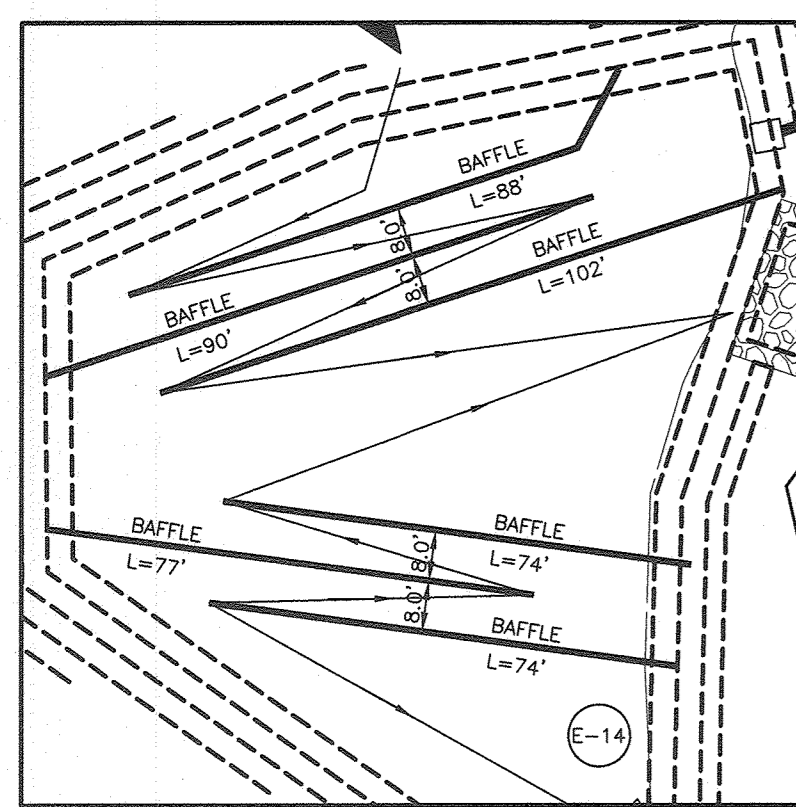 BAFFLE
L=88'
8.0'
BAFFLE
L=102'
8.0'
BAFFLE
L=90'
BAFFLE
L=77'
BAFFLE
L=74'
8.0'
8.0'
BAFFLE
L=74'
E-14